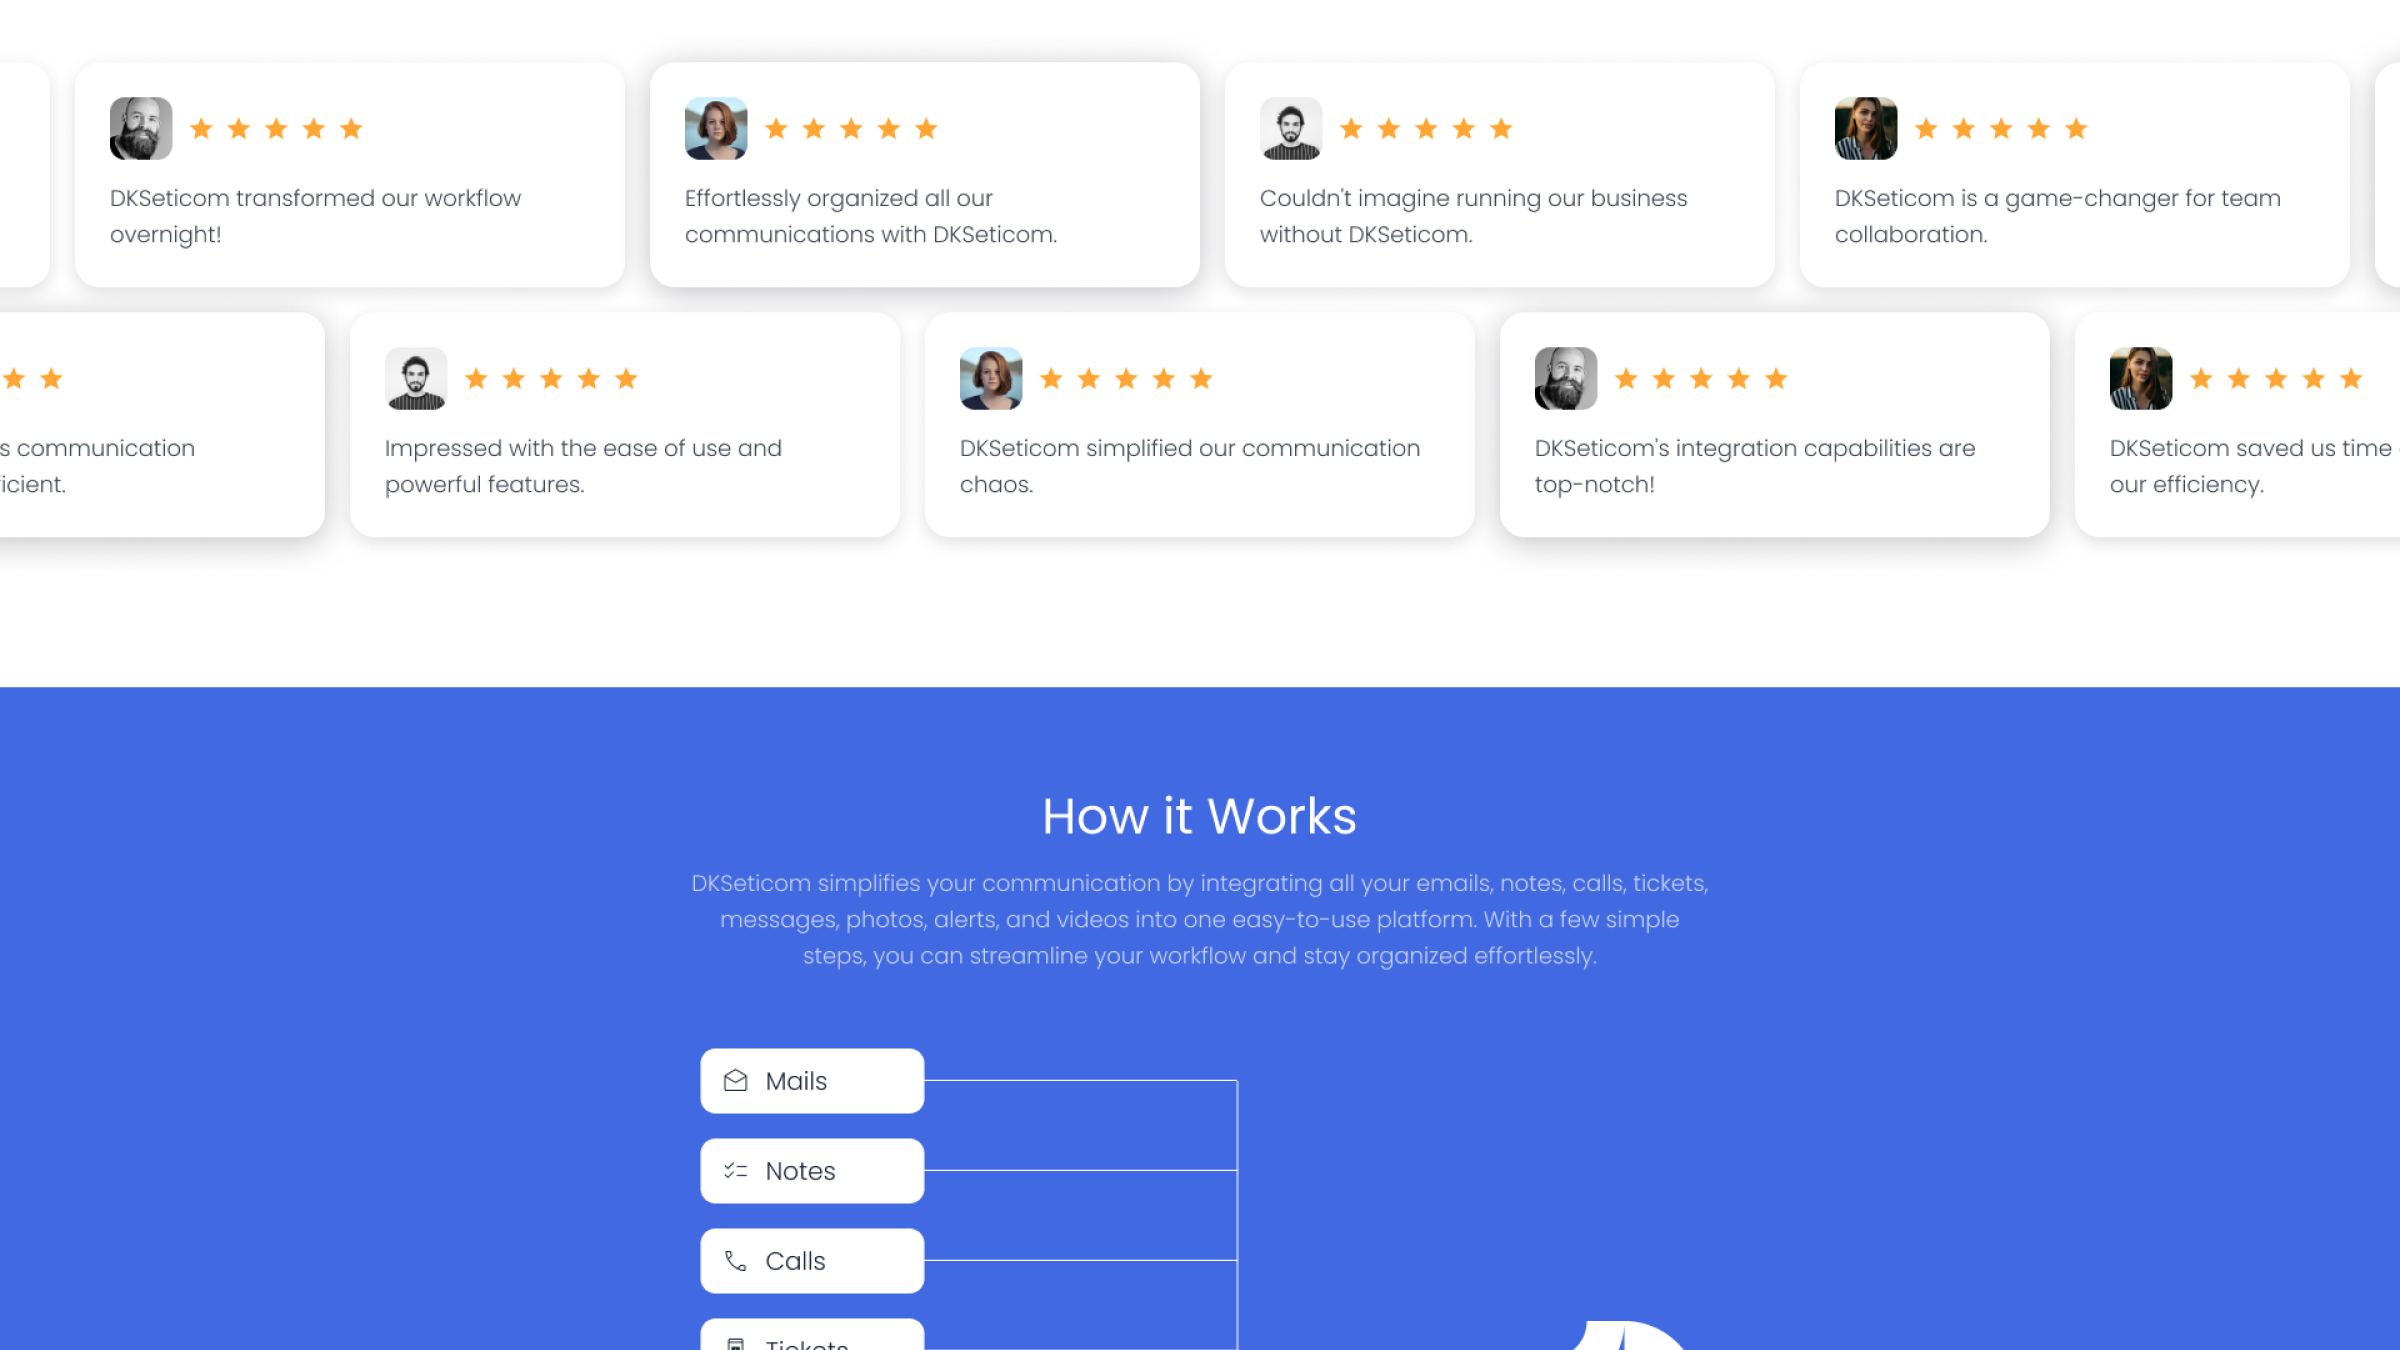 DKSeticom transformed our workflow
overnight!
Effortlessly organized all our
communications with DKSeticom.
Couldn't imagine running our business
without DKSeticom.
DKSeticom is a game-changer for team
collaboration.
communication
Impressed with the ease of use and
powerful features.
DKSeticom simplified our communication
chaos.
DKSeticom's integration capabilities are
top-notch!
DKSeticom saved us time
our efficiency.
How it Works
DKSeticom simplifies your communication by integrating all your emails, notes, calls, tickets,
messages, photos, alerts, and videos into one easy-to-use platform. With a few simple
steps, you can streamline your workflow and stay organized effortlessly.
Mails
Notes
Calls
Tickets